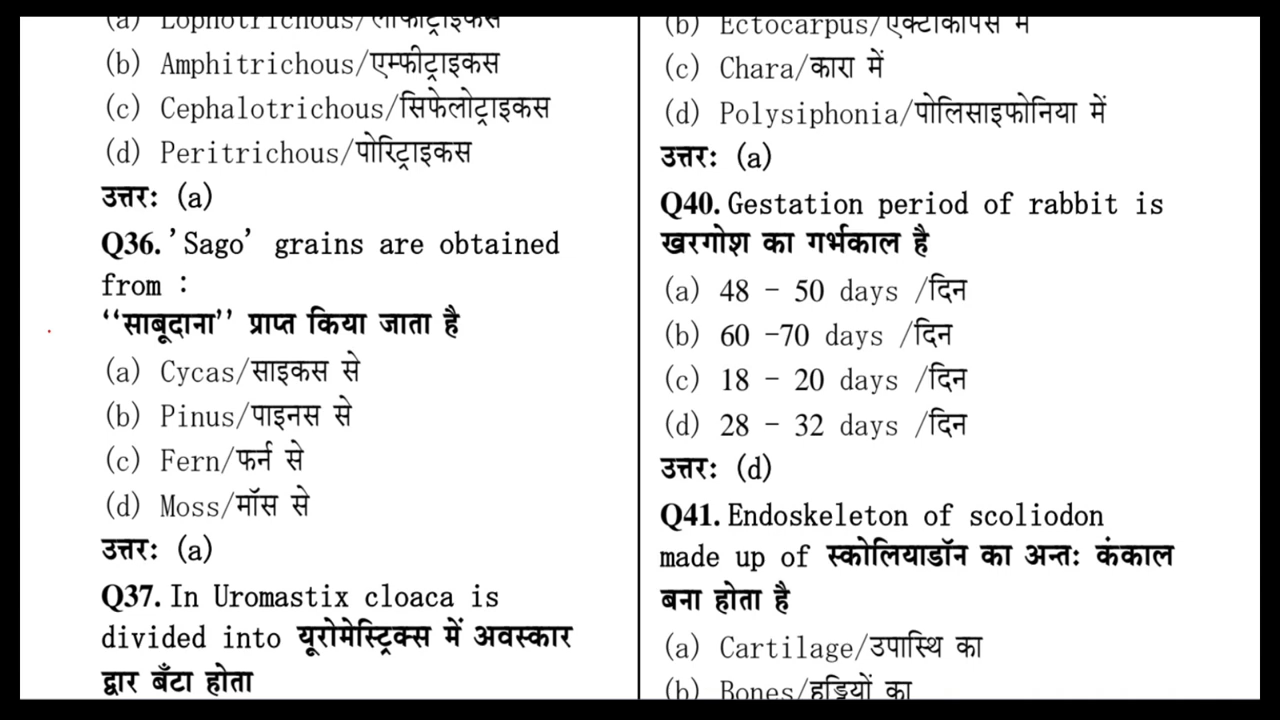 (a) Lophotrichous/लोफोट्राइकस
(b) Amphitrichous/एम्फीट्राइकस
(c) Cephalotrichous/सिफेलोट्राइकस
(d) Peritrichous/पोरिट्राइकस
उत्तरः (a)
Q36. 'Sago' grains are obtained
from :
‘‘साबूदाना’’ प्राप्त किया जाता है
(a) Cycas/साइकस से
(b) Pinus/पाइनस से
(c) Fern/फर्न से
(d) Moss/मॉस से
उत्तरः (a)
Q37. In Uromastix cloaca is
divided into यूरोमेस्ट्रिक्स में अवस्कार
द्वार बँटा होता
(b) Ectocarpus/एक्टोकार्पस में
(c) Chara/कारा में
(d) Polysiphonia/पोलिसाइफोनिया में
उत्तरः (a)
Q40. Gestation period of rabbit is
खरगोश का गर्भकाल है
(a) 48 - 50 days /दिन
(b) 60 -70 days /दिन
(c) 18 - 20 days /दिन
(d) 28 - 32 days /दिन
उत्तरः (d)
Q41. Endoskeleton of scoliodon
made up of स्कोलियाडॉन का अन्तः कंकाल
बना होता है
(a) Cartilage/उपास्थि का
(b) Bones/हड्डियों का